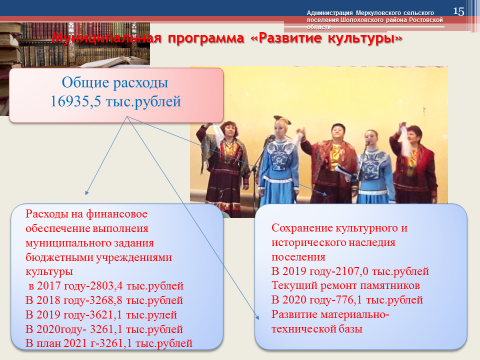 Администрация Меркуловского сельского
поселения Шолоховского района Ростовской
области
15
Муниципальная программа «Развитие культуры»
Общие расходы
16935,5 тыс.рублей
Расходы на финансовое
обеспечение выполнеия
муниципального задания
бюджетными учреждениями
культуры
в 2017 году-2803,4 тыс.рублей
В 2018 году-3268,8 тыс.рублей
В 2019 году-3621,1 тыс.рулей
В 2020году- 3261,1 тыс.рублей
В план 2021 г-3261,1 тыс.рублей
Сохранение культурного и
исторического наследия
поселения
В 2019 году-2107,0 тыс.рублей
Текущий ремонт памятников
В 2020 году-776,1 тыс.рублей
Развитие материально-
технической базы